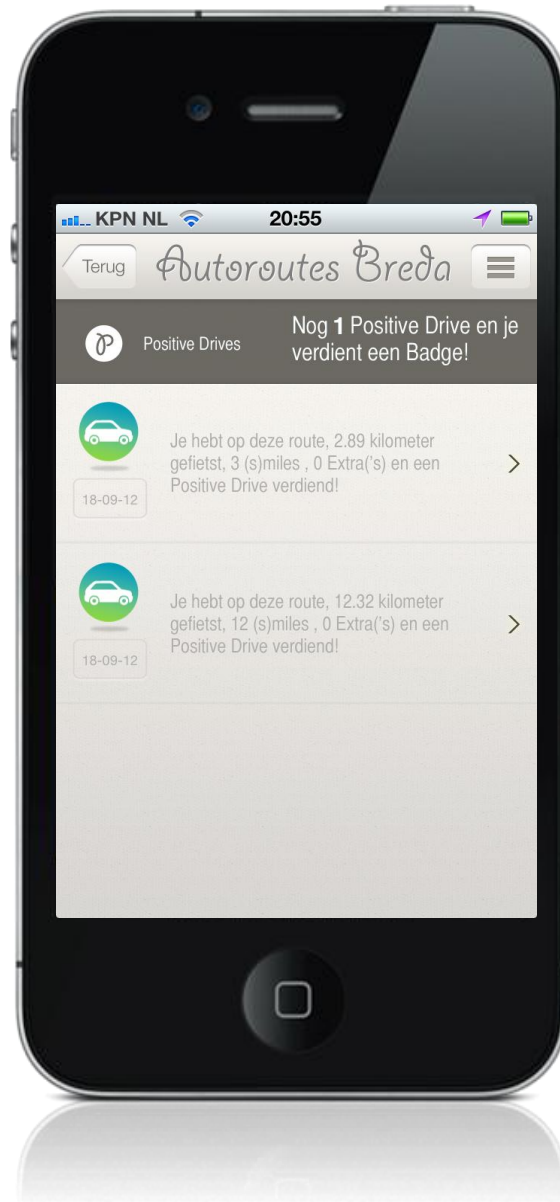 KPN NL 20:55
Terug Autoroutes Breda
Positive Drives
Nog 1 Positive Drive en je
verdient een Badge!
Je hebt op deze route, 2.89 kilometer
gefietst, 3 (s)miles , 0 Extra('s) en een
Positive Drive verdiend!
18-09-12
Je hebt op deze route, 12.32 kilometer
gefietst, 12 (s)miles , 0 Extra('s) en een
Positive Drive verdiend!
18-09-12